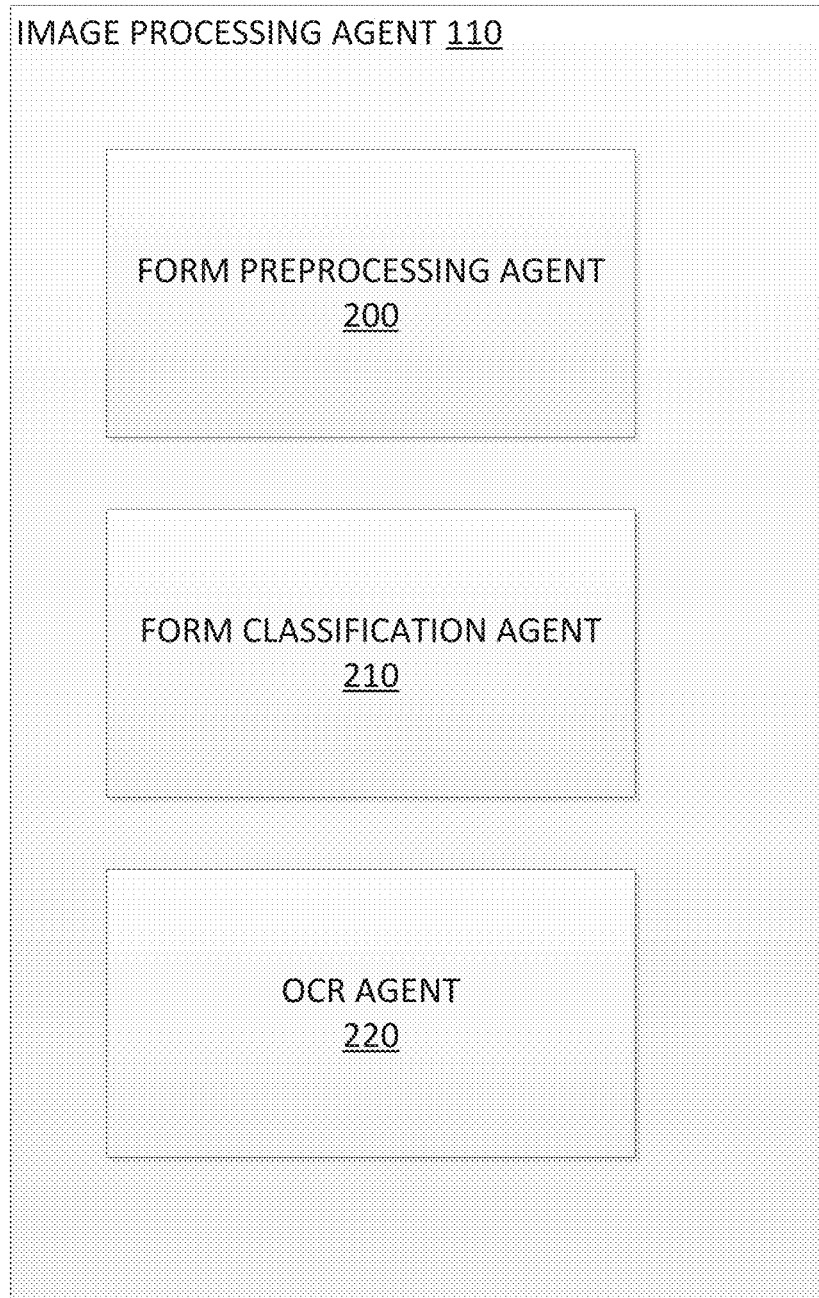 IMAGE PROCESSING AGENT 110
FORM PREPROCESSING AGENT
200
FORM CLASSIFICATION AGENT
210
OCR AGENT
220